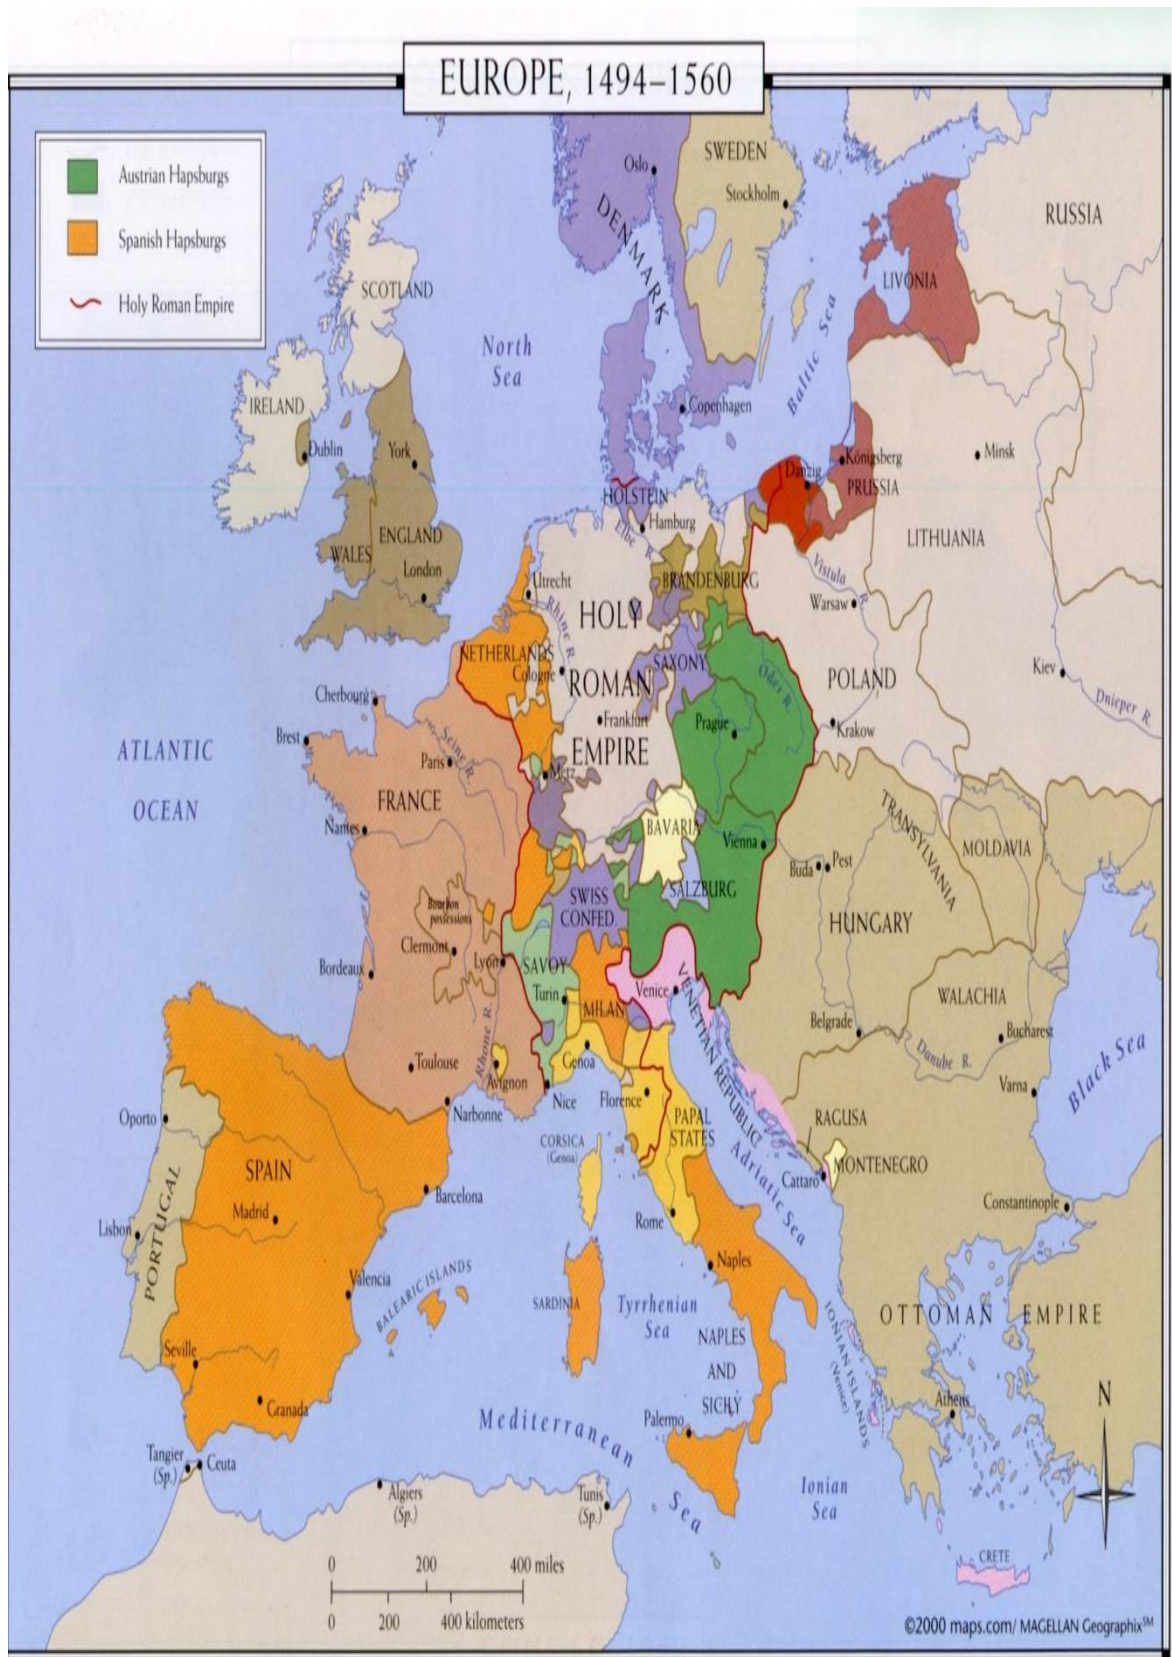 EUROPE, 1494–1560
Austrian Hapsburgs
Spanish Hapsburgs
Holy Roman Empire
Oslo
SWEDEN
Stockholm
RUSSIA
DENMARK
SCOTLAND
LIVONIA
North
Sea
Baltic Sea
IRELAND
Copenhagen
Dublin
York
Minsk
Danzig
Königsberg
PRUSSIA
HOLSTEIN
Hamburg
Elbe R.
ENGLAND
WALES
London
LITHUANIA
Utrecht
BRANDENBURG
Vistula R.
Warsaw
HOLY
Rhine R.
NETHERLANDS
Cologne
SAXONY
ROMAN
Oder R.
POLAND
Kiev
Dnieper R.
Cherbourg
Frankfurt
Prague
Krakow
Brest
ATLANTIC
OCEAN
Seine R.
Paris
EMPIRE
Metz
FRANCE
Nantes
BAVARIA
Vienna
TRANSYLVANIA
MOLDAVIA
Buda
Pest
SALZBURG
SWISS
CONFED.
Bourbon
possessions
HUNGARY
Clermont
Lyon
SAVOY
Bordeaux
Turin
MILAN
Venice
VENETIAN REPUBLIC
WALACHIA
Belgrade
Bucharest
Danube R.
Black Sea
Rhone R.
Genoa
Toulouse
Avignon
Nice
Florence
Varna
Narbonne
PAPAL
STATES
RAGUSA
Oporto
CORSICA
(Genoa)
Adriatic Sea
MONTENEGRO
Cattaro
SPAIN
PORTUGAL
Barcelona
Madrid
Lisbon
Rome
Constantinople
Naples
Valencia
BALEARIC ISLANDS
SARDINIA
Tyrrhenian
Sea
NAPLES
AND
SICILY
IONIAN ISLANDS
(Venice)
OTTOMAN EMPIRE
Seville
Granada
Athens
N
Mediterranean
Sea
Palermo
Tangier
(Sp.)
Ceuta
Algiers
(Sp.)
Tunis
(Sp.)
Ionian
Sea
CRETE
0 200 400 miles
0 200 400 kilometers
©2000 maps.com/ MAGELLAN Geographix℠